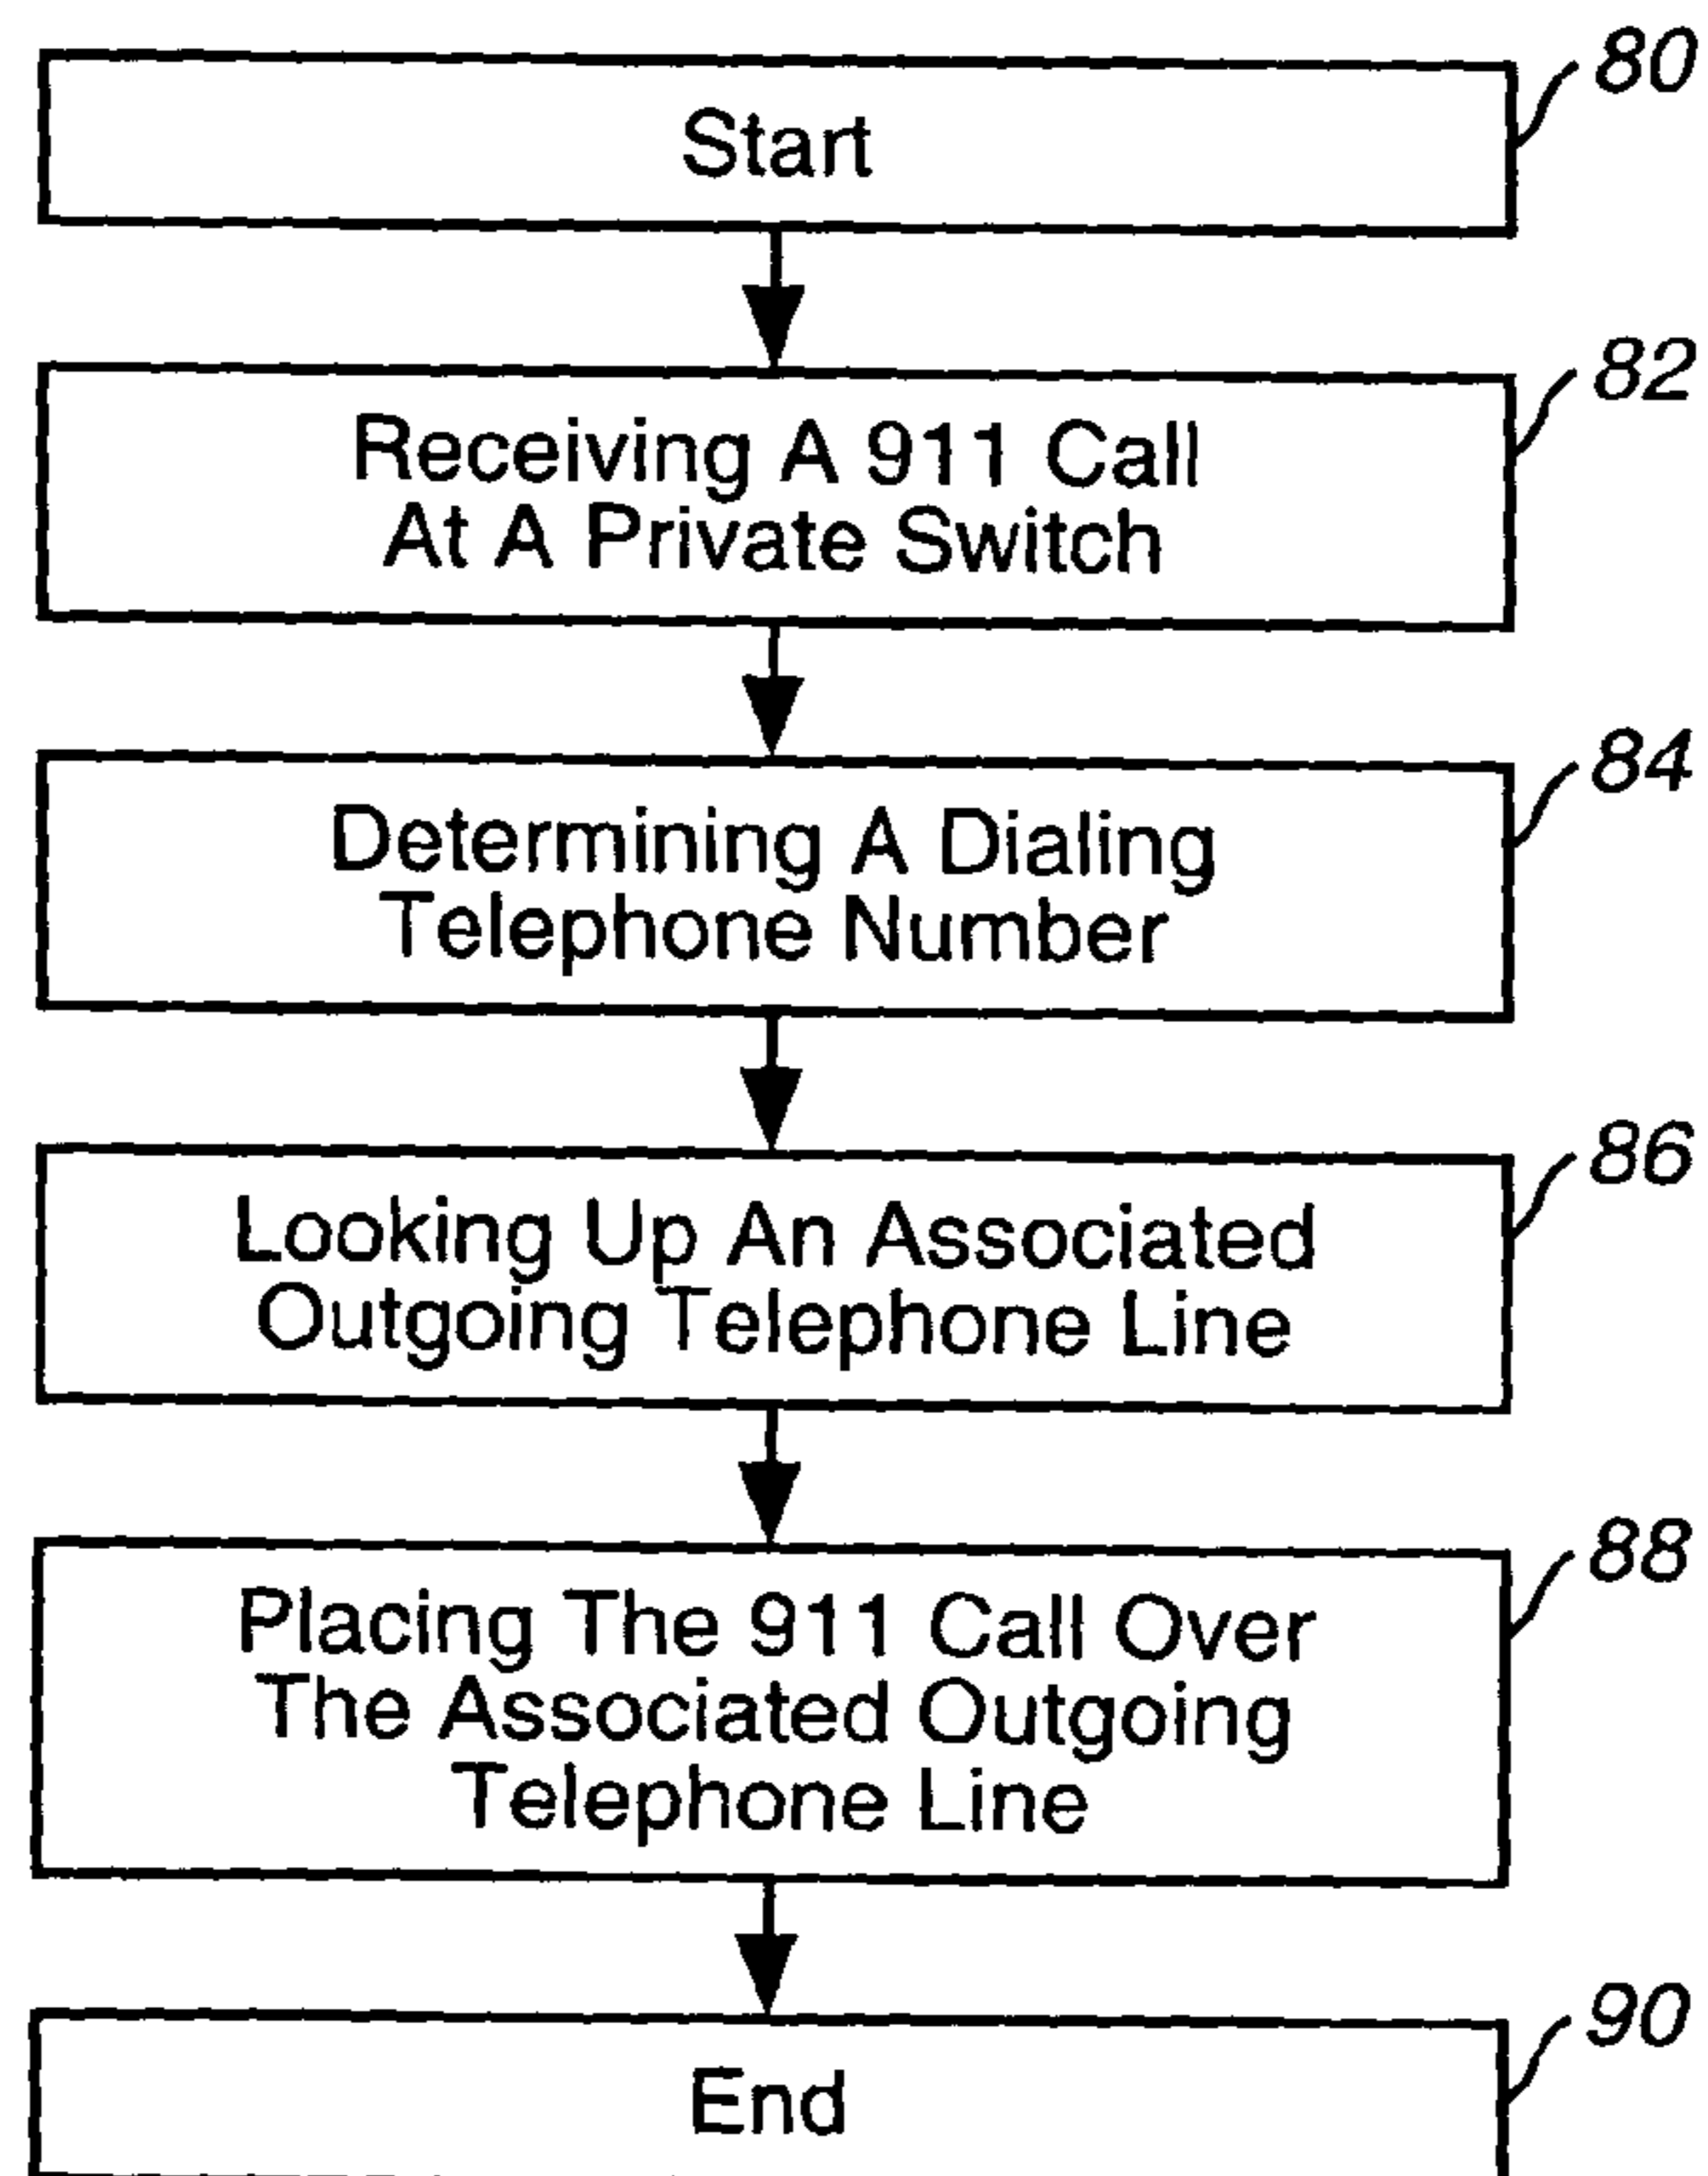 80
Start
82
Receiving A 911 Call
At A Private Switch
84
Determining A Dialing
Telephone Number
86
Looking Up An Associated
Outgoing Telephone Line
88
Placing The 911 Call Over
The Associated Outgoing
Telephone Line
90
End